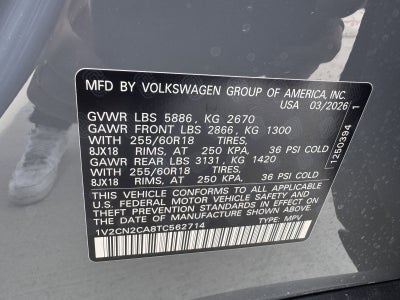 MFD BY VOLKSWAGEN GROUP OF AMERICA, INC.
USA 03/2026
GVWR LBS 5886, KG 2670
GAWR FRONT LBS 2866, KG 1300
WITH 255/60R18 TIRES,
8JX18 RIMS, AT 250 KPA. 36 PSI COLD
GAWR REAR LBS 3131, KG 1420
WITH 255/60R18 TIRES,
8JX18 RIMS, AT 250 KPA. 36 PSI COLD
THIS VEHICLE CONFORMS TO ALL APPLICABLE
U.S. FEDERAL MOTOR VEHICLE SAFETY AND
THEFT PREVENTION STANDARDS IN EFFECT ON
THE DATE OF MANUFACTURE SHOWN ABOVE.
1V2CN2CA8TC562714 TYPE: MPV
1250394 1